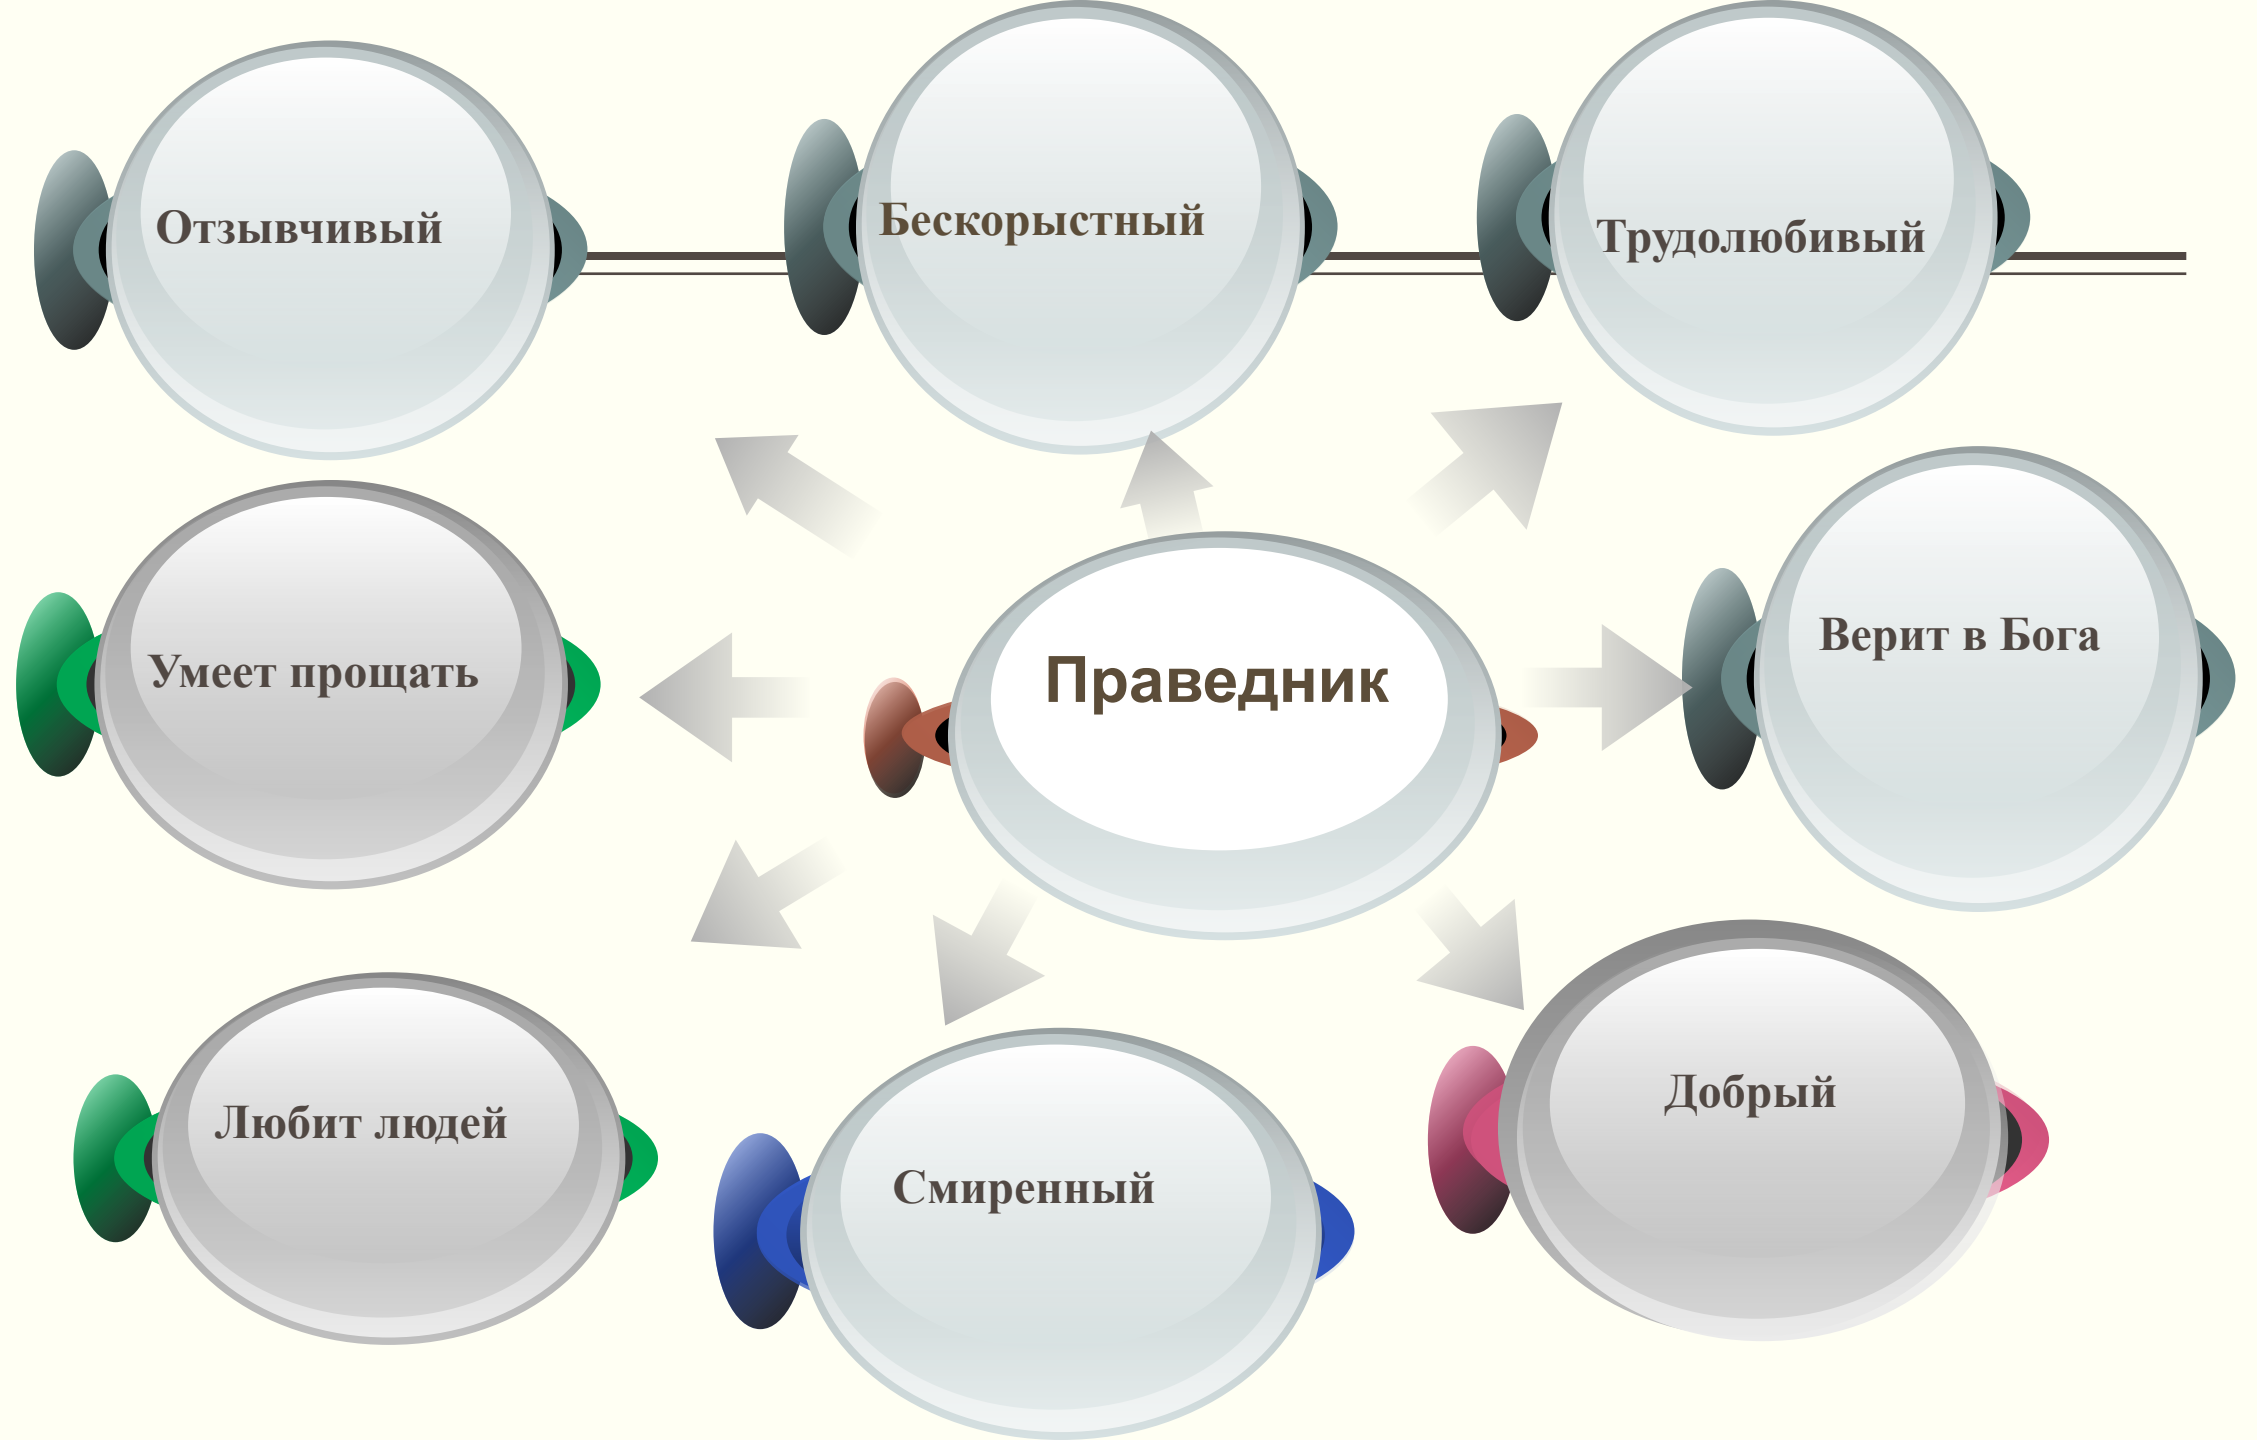 Отзывчивый
Бескорыстный
Трудолюбивый
Умеет прощать
Праведник
Верит в Бога
Любит людей
Смиренный
Добрый